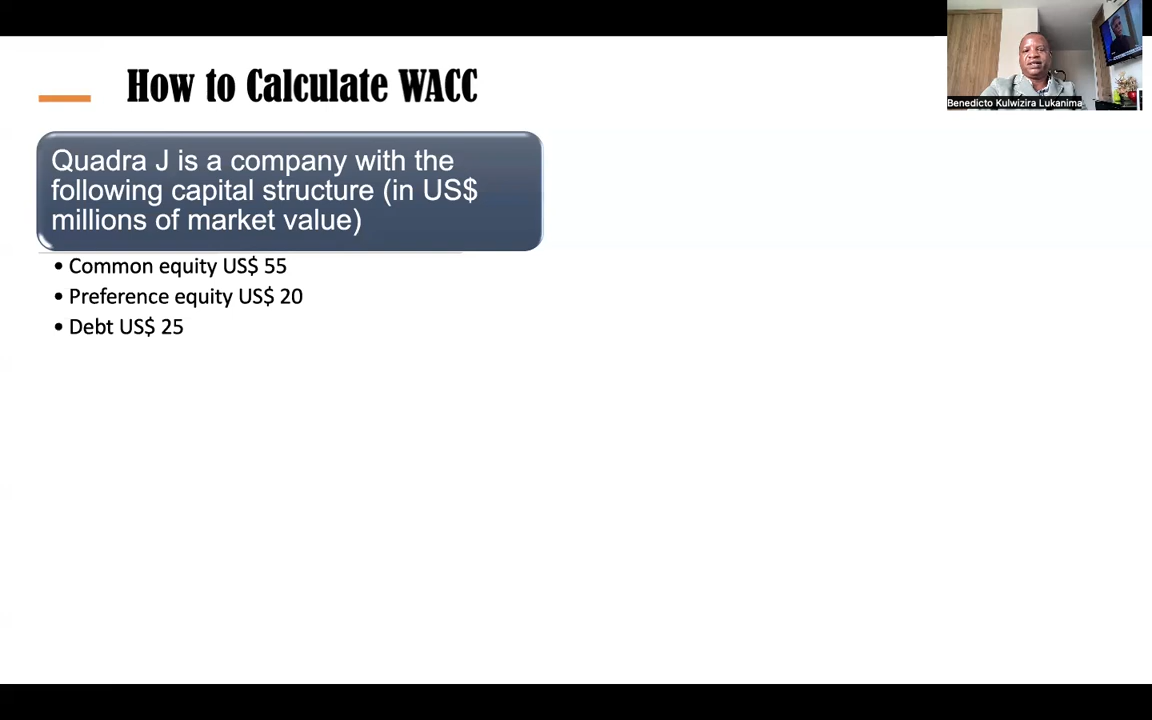 How to Calculate WACC
Benedicto Kulwizira Lukanima
Quadra J is a company with the
following capital structure (in US$
millions of market value)
• Common equity US$ 55
• Preference equity US$ 20
• Debt US$ 25